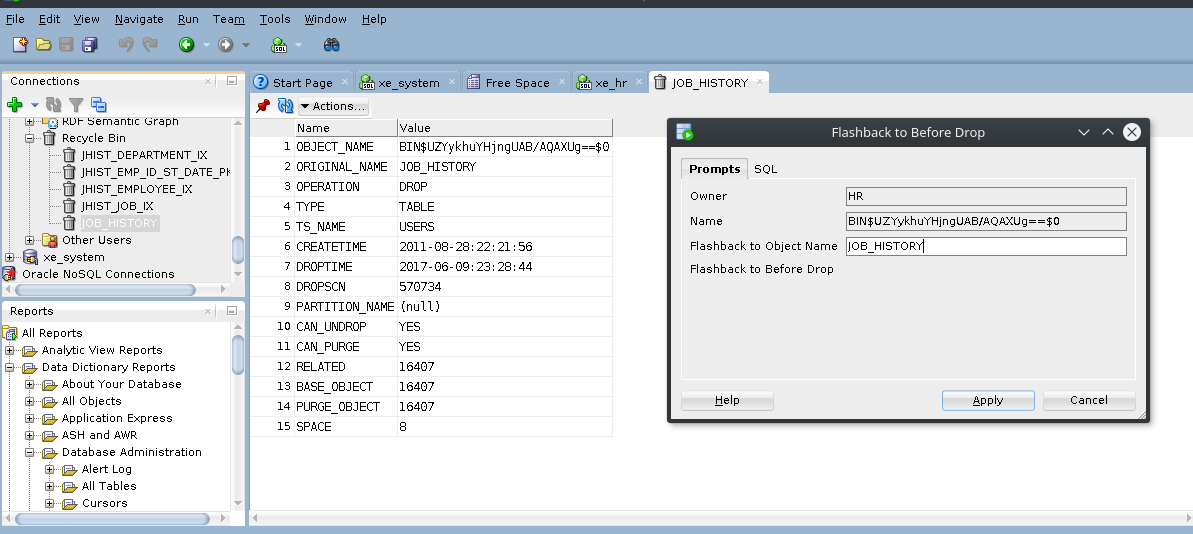 File Edit View Navigate Run Team Tools Window Help
Connections
RDF Semantic Graph
Recycle Bin
JHIST_DEPARTMENT_IX
JHIST_EMP_ID_ST_DATE_PK
JHIST_EMPLOYEE_IX
JHIST_JOB_IX
JOB_HISTORY
Other Users
xe_system
Oracle NoSQL Connections
Reports
All Reports
Analytic View Reports
Data Dictionary Reports
About Your Database
All Objects
Application Express
ASH and AWR
Database Administration
Alert Log
All Tables
Cursors
Start Page xe_system Free Space xe_hr JOB_HISTORY
Actions...
Name Value
1 OBJECT_NAME BIN$UZYykhuYHjngUAB/AQAXUg==$0
2 ORIGINAL_NAME JOB_HISTORY
3 OPERATION DROP
4 TYPE TABLE
5 TS_NAME USERS
6 CREATETIME 2011-08-28:22:21:56
7 DROPTIME 2017-06-09:23:28:44
8 DROPSCN 570734
9 PARTITION_NAME (null)
10 CAN_UNDROP YES
11 CAN_PURGE YES
12 RELATED 16407
13 BASE_OBJECT 16407
14 PURGE_OBJECT 16407
15 SPACE 8
Flashback to Before Drop
Prompts SQL
Owner HR
Name BIN$UZYykhuYHjngUAB/AQAXUg==$0
Flashback to Object Name JOB_HISTORY
Flashback to Before Drop
Help Apply Cancel